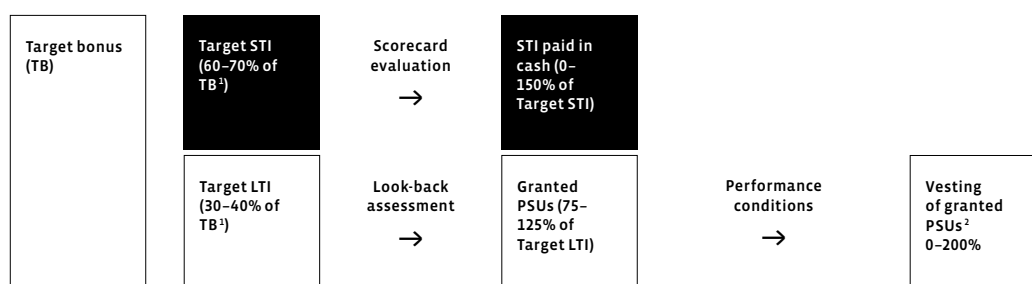 Target bonus
(TB)
Target STI
(60–70% of
TB¹)
Scorecard
evaluation
→
STI paid in
cash (0–
150% of
Target STI)
Target LTI
(30–40% of
TB¹)
Look-back
assessment
→
Granted
PSUs (75–
125% of
Target LTI)
Performance
conditions
→
Vesting
of granted
PSUs²
0–200%